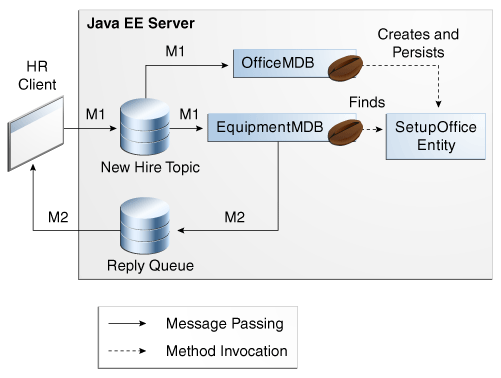 Java EE Server
HR
Client
M1
M1
M1
OfficeMDB
Creates and
Persists
EquipmentMDB
Finds
SetupOffice
Entity
New Hire Topic
M2
M2
Reply Queue
Message Passing
Method Invocation